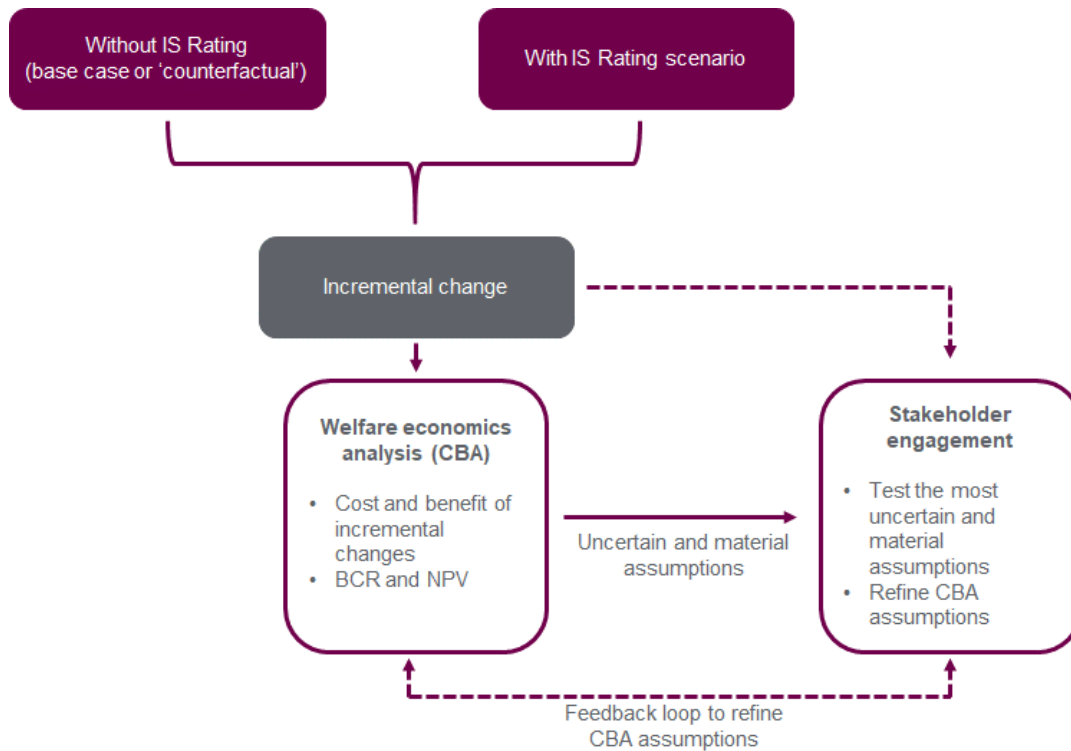 Without IS Rating
(base case or ‘counterfactual’)
With IS Rating scenario
Incremental change
Welfare economics
analysis (CBA)
• Cost and benefit of
incremental
changes
• BCR and NPV
Uncertain and material
assumptions
Stakeholder
engagement
• Test the most
uncertain and
material
assumptions
• Refine CBA
assumptions
Feedback loop to refine
CBA assumptions